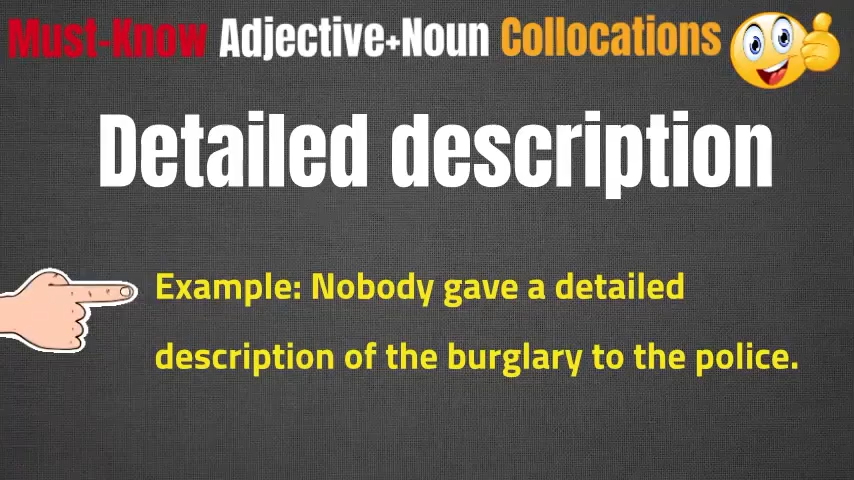 Must-Know Adjective+Noun Collocations
Detailed description
Example: Nobody gave a detailed
description of the burglary to the police.